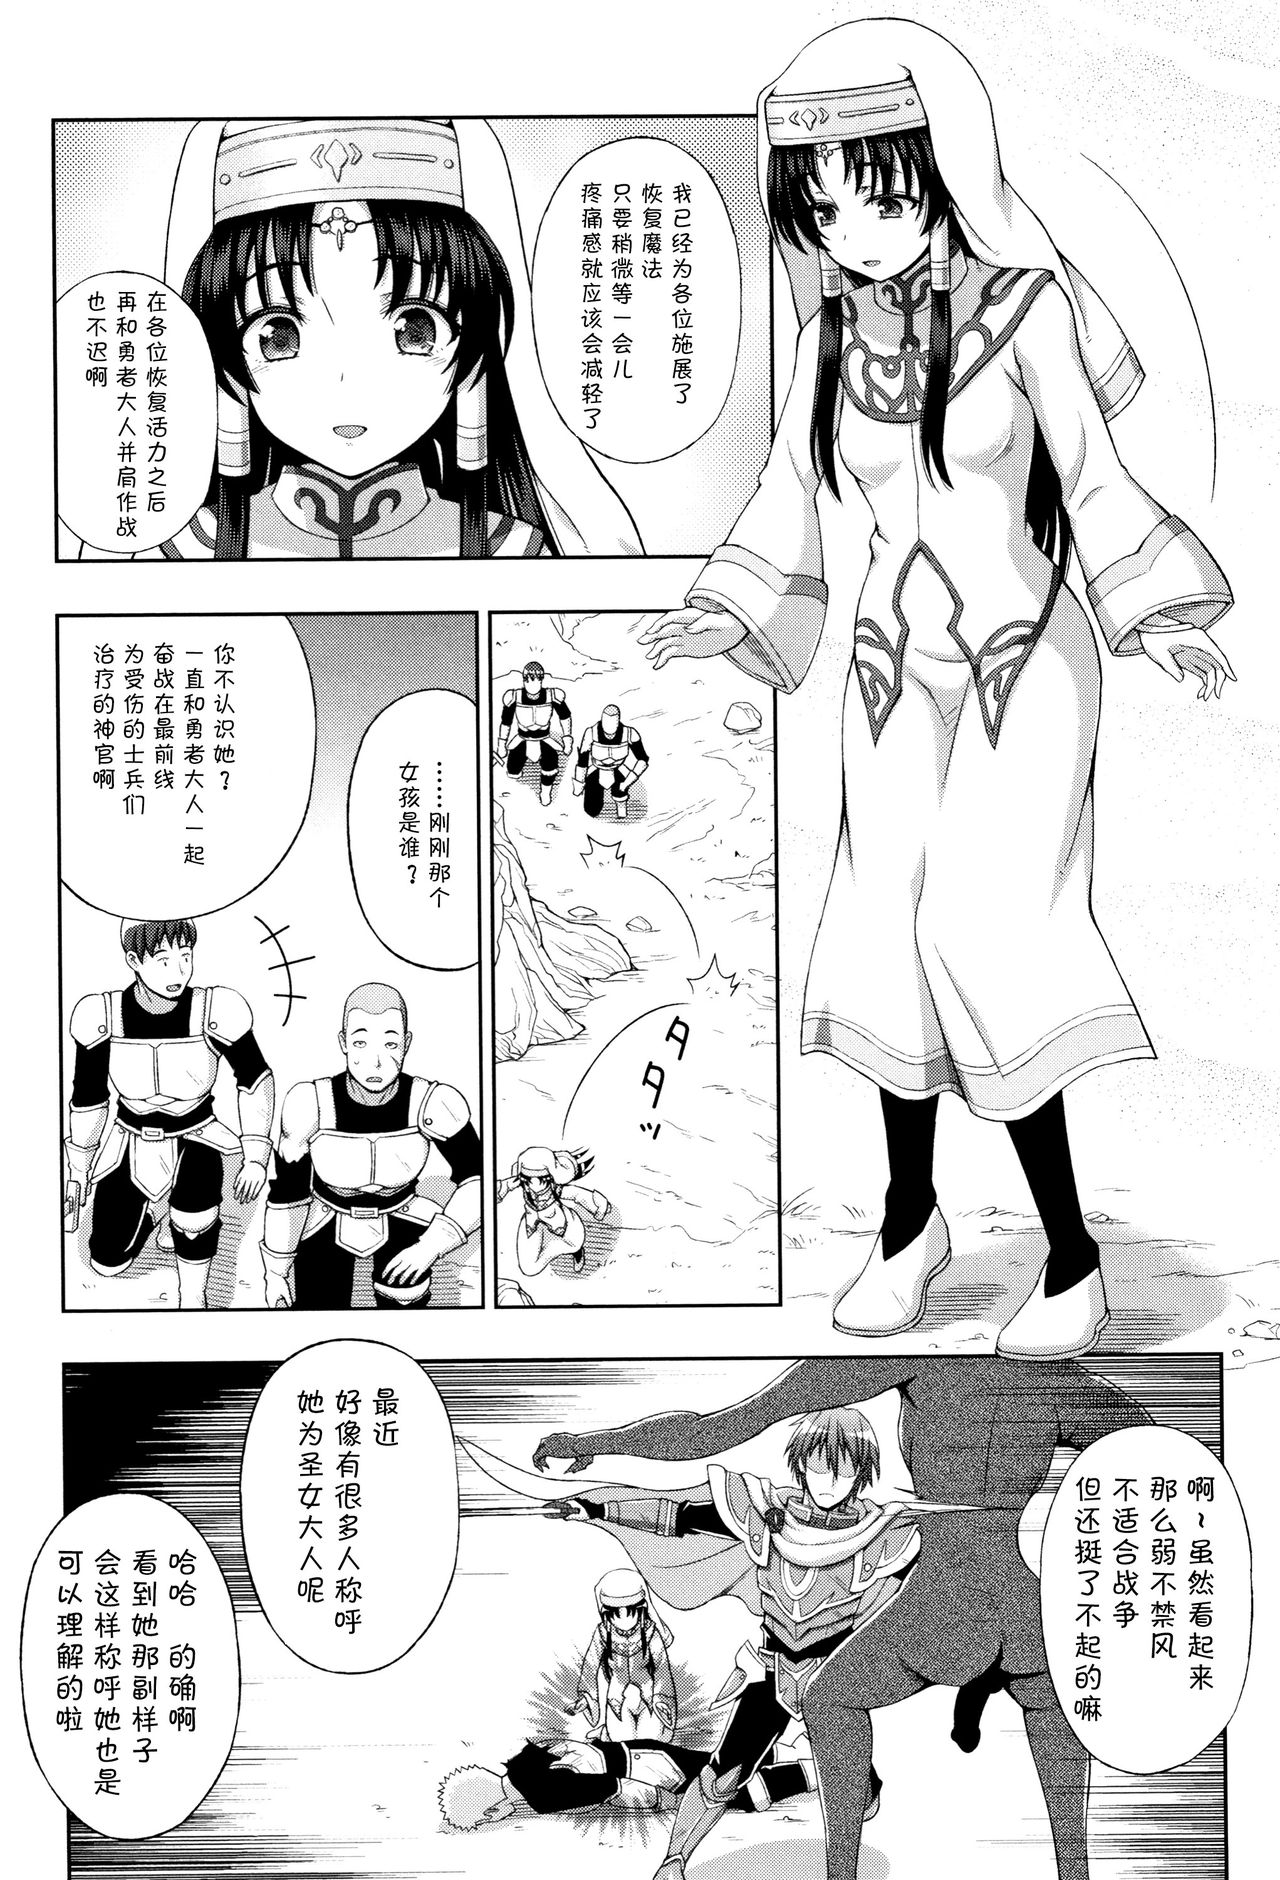 我已经为各位施展了
恢复魔法
只要稍微等一会儿
疼痛感就应该会减轻了
在各位恢复活力之后
再和勇者大人并肩作战
也不迟啊
タタタッ
……刚刚那个
女孩是谁？
你不认识她？
一直和勇者大人一起
奋战在最前线
为受伤的士兵们
治疗的神官啊
啊～虽然看起来
那么弱不禁风
不适合战争
但还挺了不起的嘛
最近
好像有很多人称呼
她为圣女大人呢
哈哈 的确啊
看到她那副样子
会这样称呼她也是
可以理解的啦